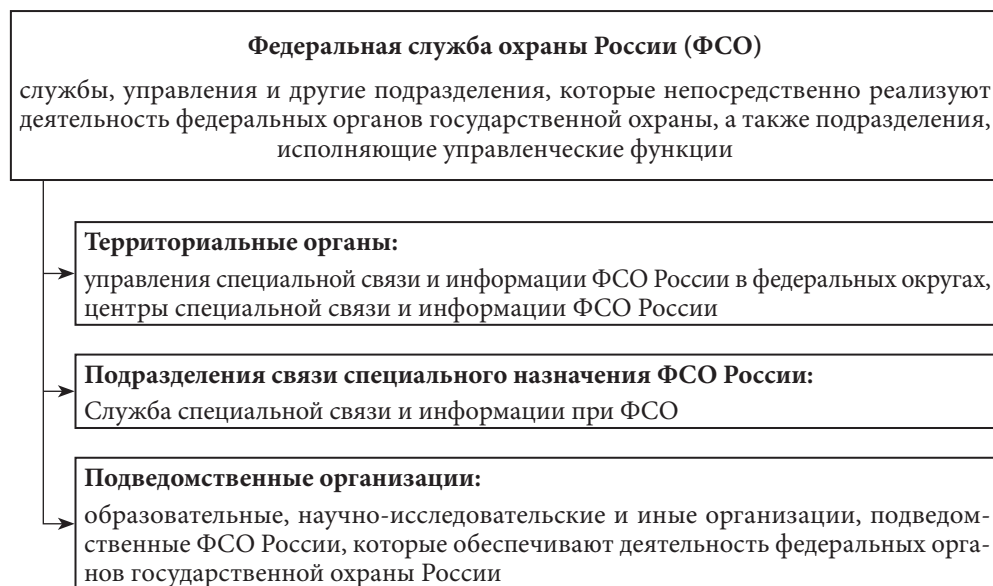 Федеральная служба охраны России (ФСО)
службы, управления и другие подразделения, которые непосредственно реализуют
деятельность федеральных органов государственной охраны, а также подразделения,
исполняющие управленческие функции
Территориальные органы:
управления специальной связи и информации ФСО России в федеральных округах,
центры специальной связи и информации ФСО России
Подразделения связи специального назначения ФСО России:
Служба специальной связи и информации при ФСО
Подведомственные организации:
образовательные, научно-исследовательские и иные организации, подведом-
ственные ФСО России, которые обеспечивают деятельность федеральных орга-
нов государственной охраны России